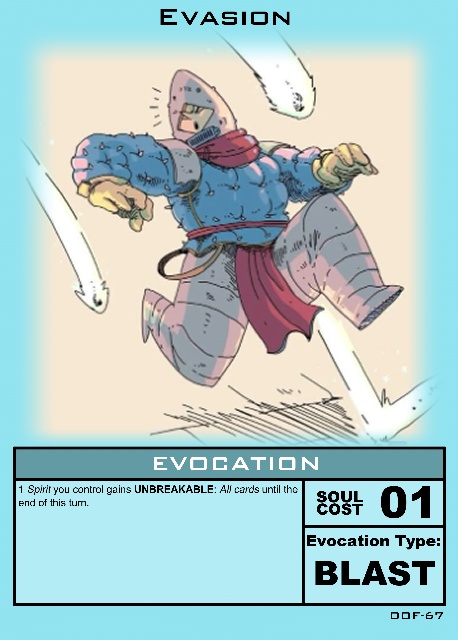 Evasion
EVOCATION
1 Spirit you control gains UNBREAKABLE: All cards until the
end of this turn.
SOUL
COST
01
Evocation Type:
BLAST
OOF-67